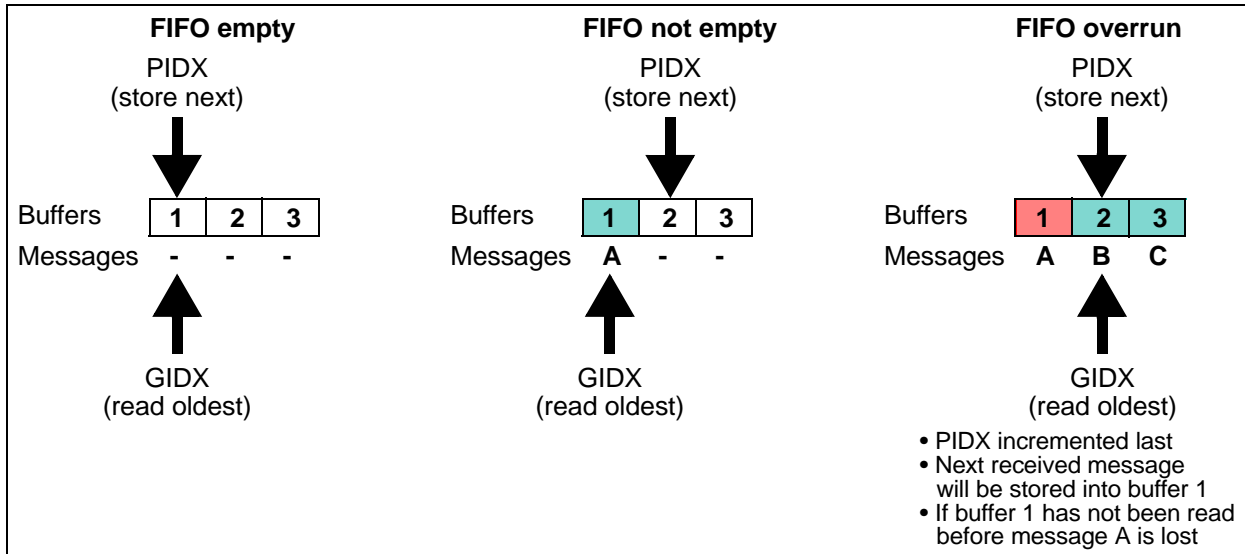 FIFO empty
PIDX
(store next)
Buffers 1 2 3
Messages - - -
GIDX
(read oldest)
FIFO not empty
PIDX
(store next)
Buffers 1 2 3
Messages A - -
GIDX
(read oldest)
FIFO overrun
PIDX
(store next)
Buffers 1 2 3
Messages A B C
GIDX
(read oldest)
• PIDX incremented last
• Next received message
will be stored into buffer 1
• If buffer 1 has not been read
before message A is lost